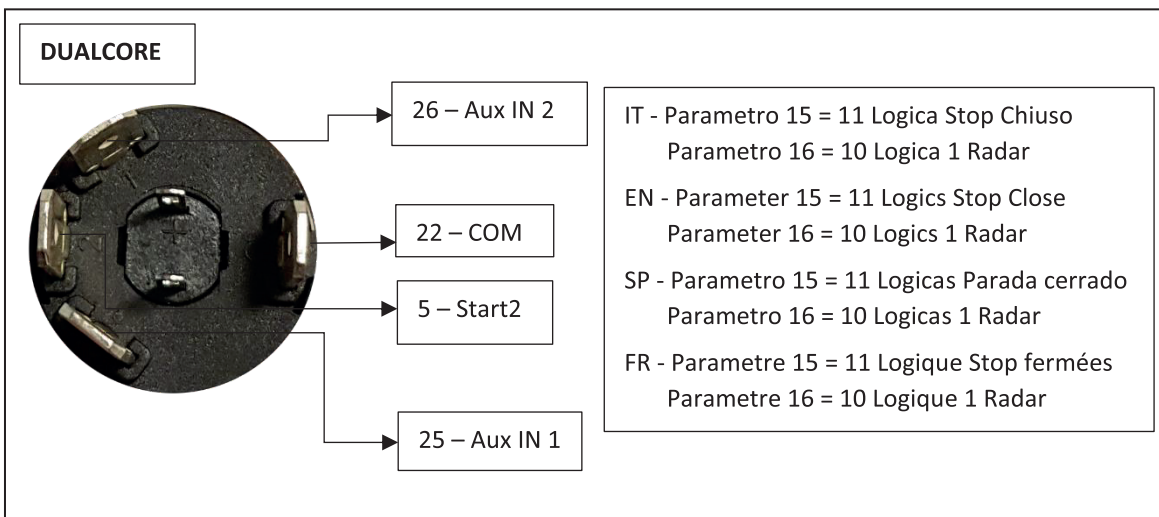 DUALCORE
26 – Aux IN 2
22 – COM
5 – Start2
25 – Aux IN 1
IT - Parametro 15 = 11 Logica Stop Chiuso
Parametro 16 = 10 Logica 1 Radar
EN - Parameter 15 = 11 Logics Stop Close
Parameter 16 = 10 Logics 1 Radar
SP - Parametro 15 = 11 Logicas Parada cerrado
Parametro 16 = 10 Logicas 1 Radar
FR - Parametre 15 = 11 Logique Stop fermées
Parametre 16 = 10 Logique 1 Radar